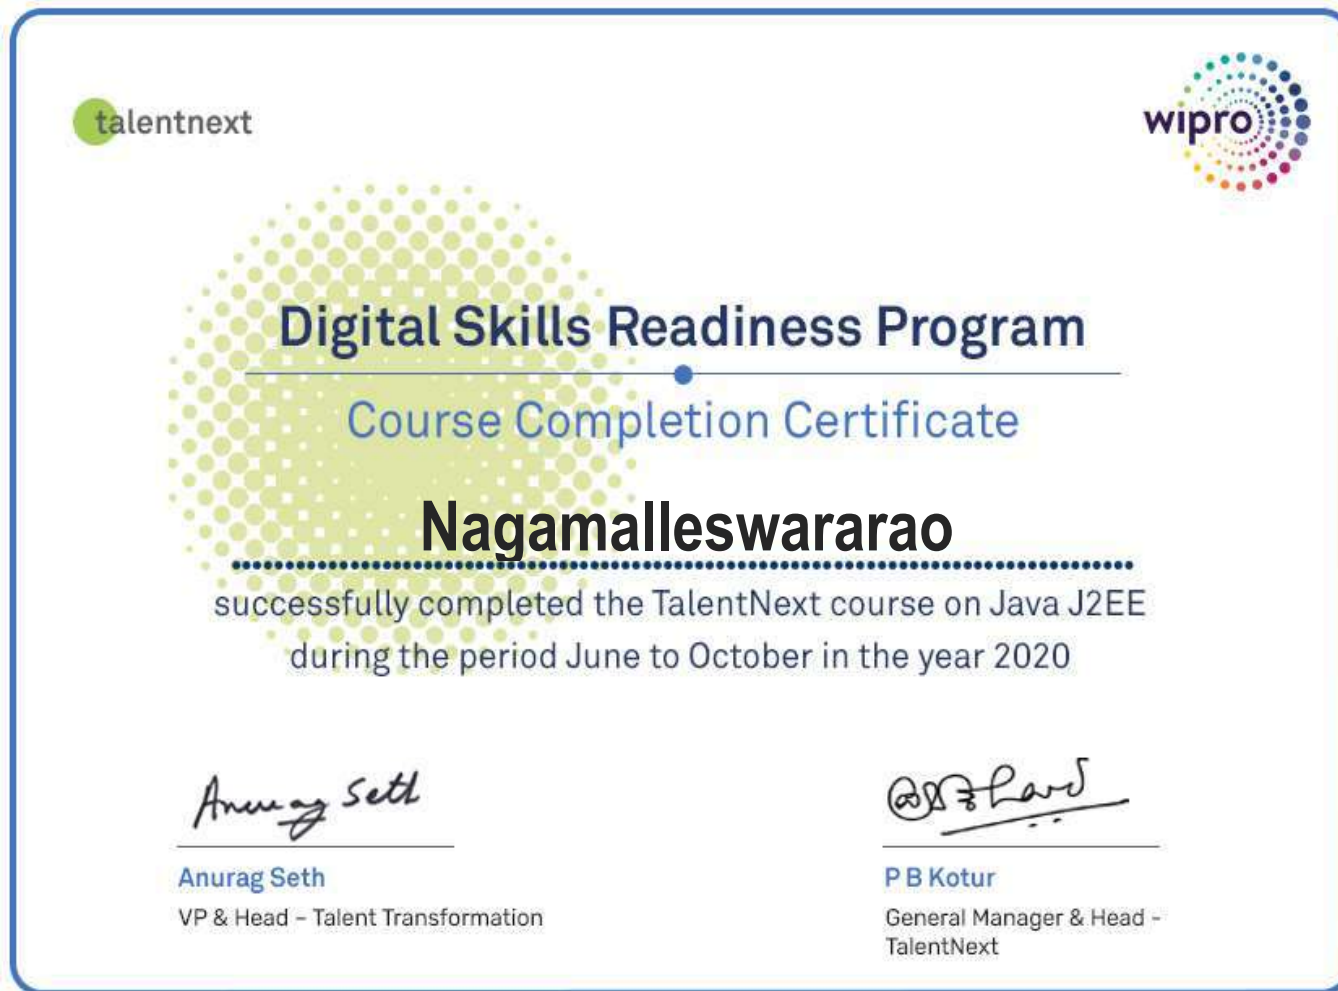 talentnext
wipro
Digital Skills Readiness Program
Course Completion Certificate
Nagamalleswararao
successfully completed the TalentNext course on Java J2EE
during the period June to October in the year 2020
Anurag Seth
Anurag Seth
VP & Head – Talent Transformation
P B Kotur
General Manager & Head -
TalentNext